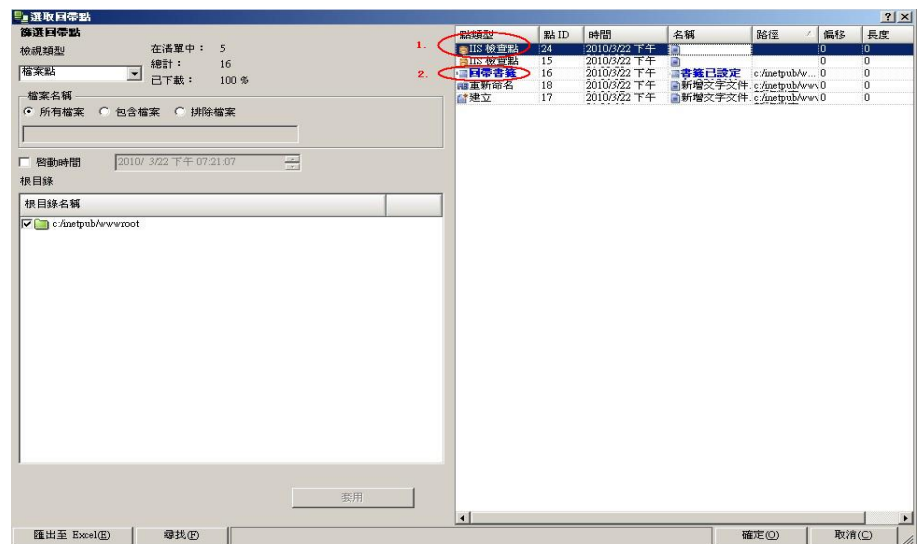 選取回帶點
篩選回帶點
檢視類型
在清單中： 5
檔案點
總計： 16
已下載： 100 %
檔案名稱
所有檔案 包含檔案 排除檔案
啟動時間 2010/ 3/22 下午 07:21:07
根目錄
根目錄名稱
c:/inetpub/wwwroot
套用
1.
2.
點類型 點 ID 時間 名稱 路徑 偏移 長度
IIS 檢查點 24 2010/3/22 下午 0 0
IIS 檢查點 15 2010/3/22 下午 0 0
回帶書籤 16 2010/3/22 下午 書籤已設定 c:/inetpub/w... 0 0
重新命名 18 2010/3/22 下午 新增文字文件. c:/inetpub/ww 0 0
建立 17 2010/3/22 下午 新增文字文件. c:/inetpub/ww 0 0
匯出至 Excel(E) 尋找(F) 確定(O) 取消(C)